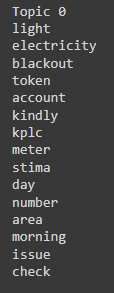 Topic 0
light
electricity
blackout
token
account
kindly
kplc
meter
stima
day
number
area
morning
issue
check